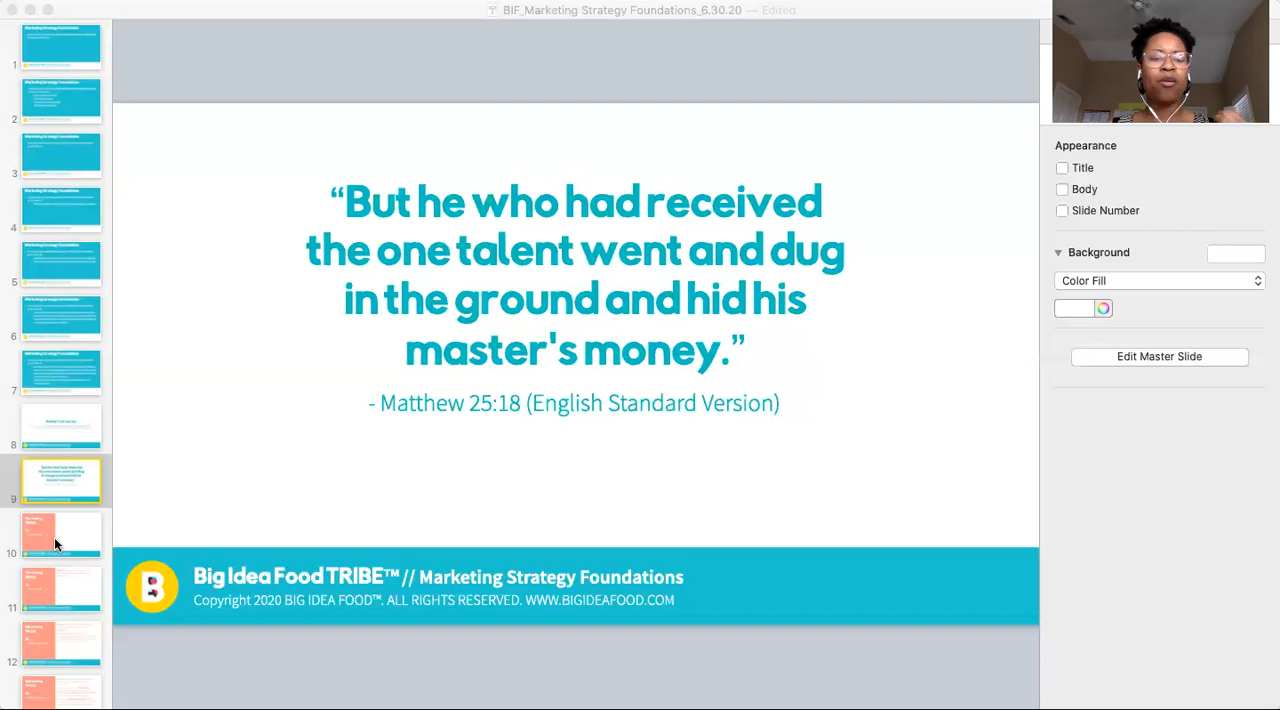 BIF_Marketing Strategy Foundations_6.30.20 — Edited
1
2
3
4
5
6
7
8
9
10
11
12
“But he who had received
the one talent went and dug
in the ground and hid his
master's money.”
- Matthew 25:18 (English Standard Version)
B
Big Idea Food TRIBE™ // Marketing Strategy Foundations
Copyright 2020 BIG IDEA FOOD™. ALL RIGHTS RESERVED. WWW.BIGIDEAFOOD.COM
Appearance
Title
Body
Slide Number
Background
Color Fill
Edit Master Slide